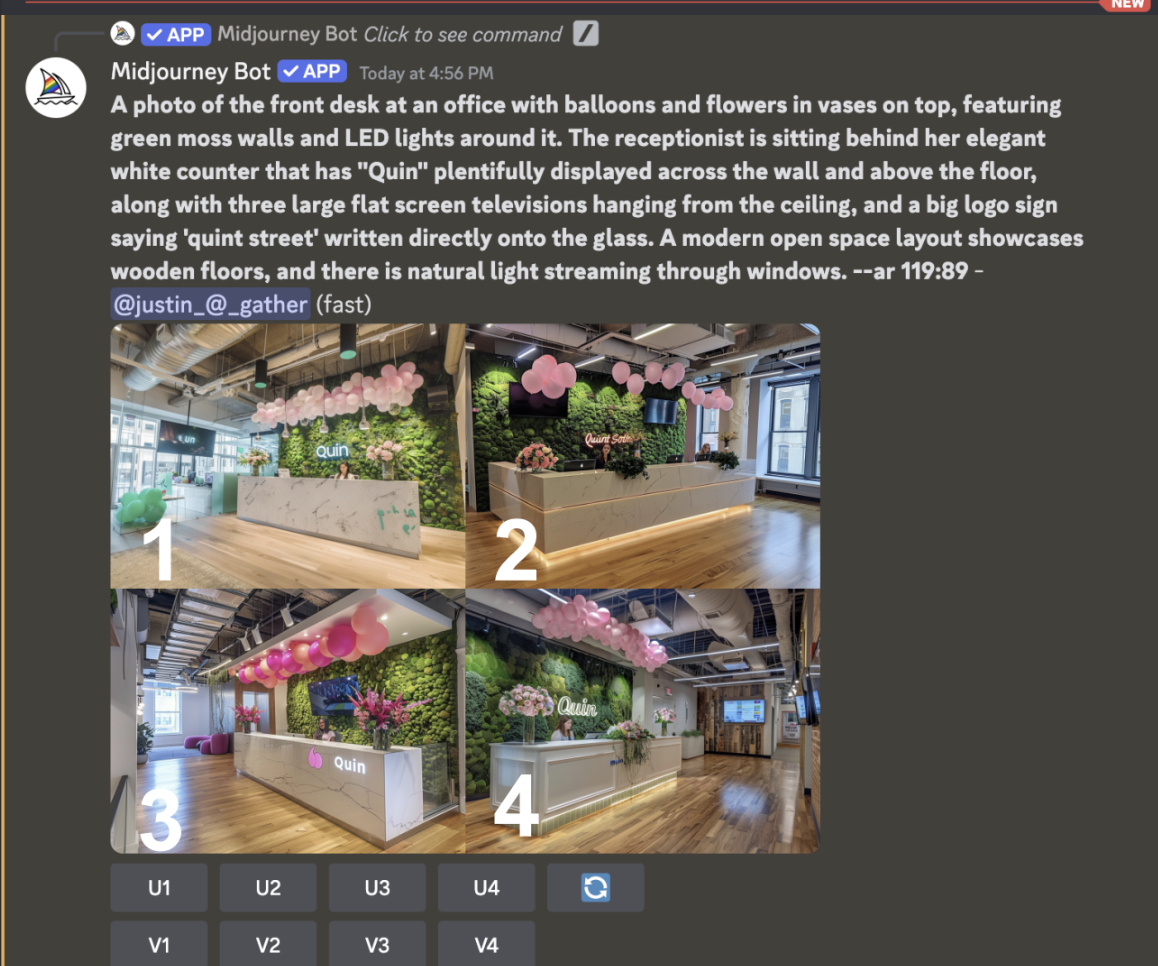 NEW
APP Midjourney Bot Click to see command
Midjourney Bot APP Today at 4:56 PM
A photo of the front desk at an office with balloons and flowers in vases on top, featuring
green moss walls and LED lights around it. The receptionist is sitting behind her elegant
white counter that has "Quin" plentifully displayed across the wall and above the floor,
along with three large flat screen televisions hanging from the ceiling, and a big logo sign
saying 'quint street' written directly onto the glass. A modern open space layout showcases
wooden floors, and there is natural light streaming through windows. --ar 119:89 -
@justin_@_gather (fast)
Quin
1
Quint
2
Quin
3
Quin
4
U1 U2 U3 U4
V1 V2 V3 V4